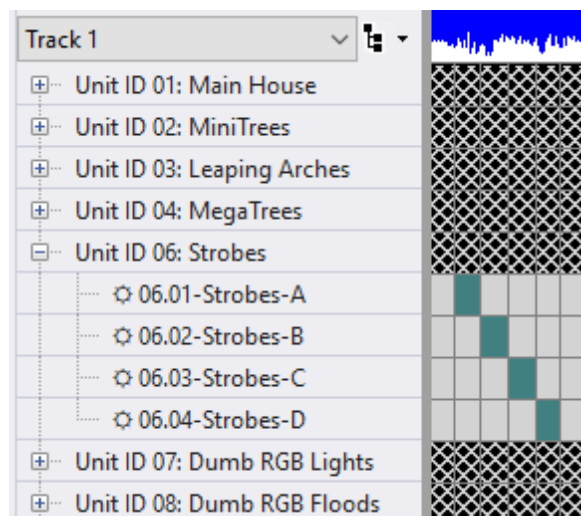 Track 1
Unit ID 01: Main House
Unit ID 02: MiniTrees
Unit ID 03: Leaping Arches
Unit ID 04: MegaTrees
Unit ID 06: Strobes
06.01-Strobes-A
06.02-Strobes-B
06.03-Strobes-C
06.04-Strobes-D
Unit ID 07: Dumb RGB Lights
Unit ID 08: Dumb RGB Floods